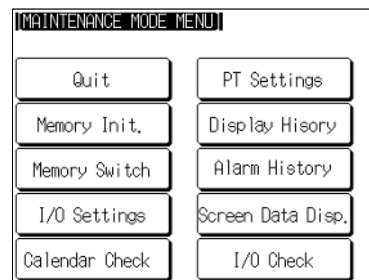 [MAINTENANCE MODE MENU]
Quit
PT Settings
Memory Init.
Display Hisory
Memory Switch
Alarm History
I/O Settings
Screen Data Disp.
Calendar Check
I/O Check